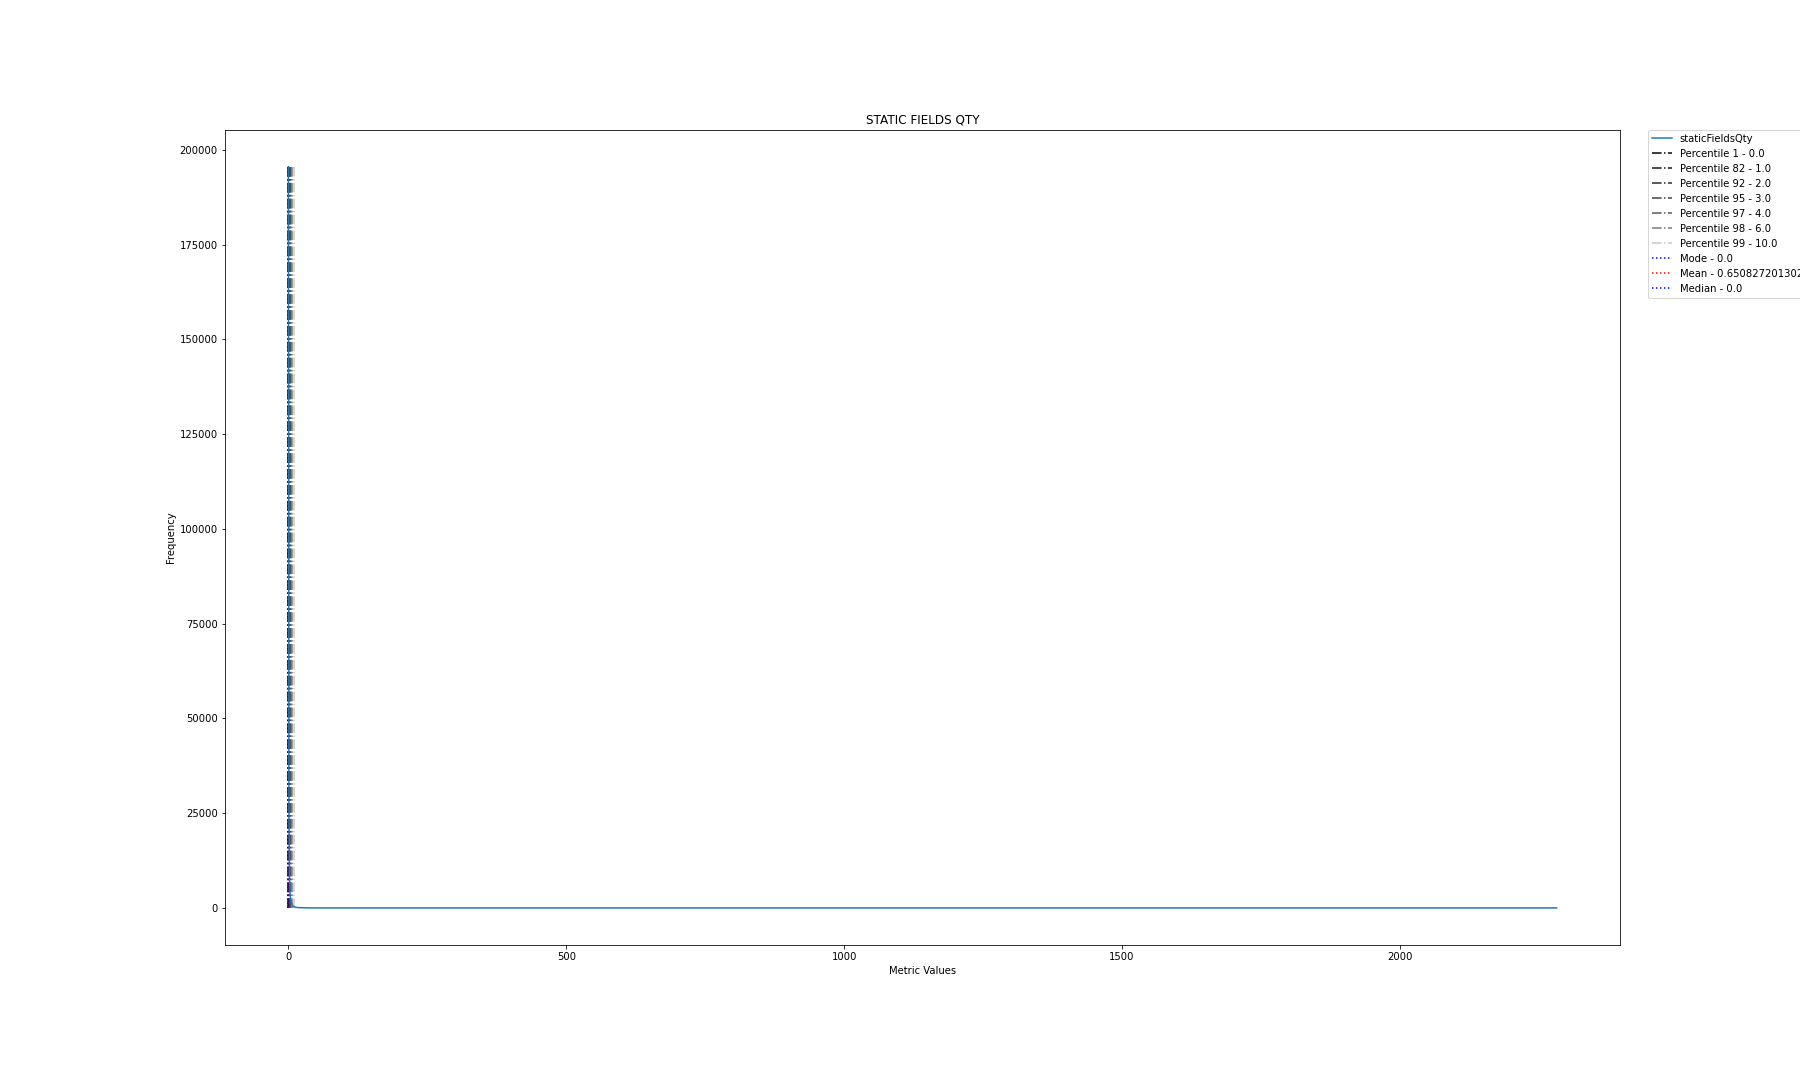 STATIC FIELDS QTY
staticFieldsQty
Percentile 1 - 0.0
Percentile 82 - 1.0
Percentile 92 - 2.0
Percentile 95 - 3.0
Percentile 97 - 4.0
Percentile 98 - 6.0
Percentile 99 - 10.0
Mode - 0.0
Mean - 0.650827201302
Median - 0.0
200000
175000
150000
125000
100000
75000
50000
25000
0
Frequency
0 500 1000 1500 2000
Metric Values